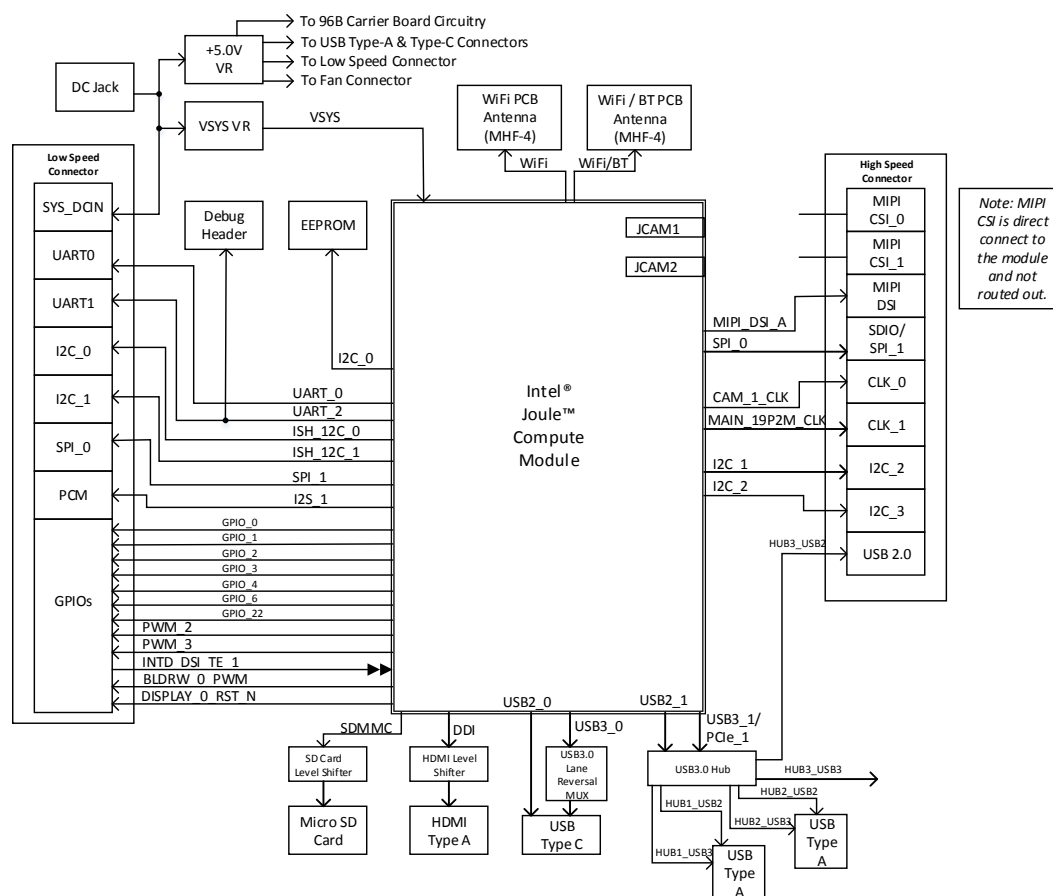 To 96B Carrier Board Circuitry
+5.0V
VR
To USB Type-A & Type-C Connectors
To Low Speed Connector
To Fan Connector
DC Jack
VSYS VR
VSYS
WiFi PCB
Antenna
(MHF-4)
WiFi / BT PCB
Antenna
(MHF-4)
WiFi
WiFi/BT
Low Speed
Connector
SYS_DCIN
UART0
UART1
I2C_0
I2C_1
SPI_0
PCM
GPIOs
Debug
Header
EEPROM
I2C_0
UART_0
UART_2
ISH_12C_0
ISH_12C_1
SPI_1
I2S_1
GPIO_0
GPIO_1
GPIO_2
GPIO_3
GPIO_4
GPIO_6
GPIO_22
PWM_2
PWM_3
INTD_DSI_TE_1
BLDRW_0_PWM
DISPLAY_0_RST_N
Intel®
Joule™
Compute
Module
JCAM1
JCAM2
MIPI_DSI_A
SPI_0
CAM_1_CLK
MAIN_19P2M_CLK
I2C_1
I2C_2
HUB3_USB2
High Speed
Connector
MIPI
CSI_0
MIPI
CSI_1
MIPI
DSI
SDIO/
SPI_1
CLK_0
CLK_1
I2C_2
I2C_3
USB 2.0
Note: MIPI
CSI is direct
connect to
the module
and not
routed out.
SDMMC
DDI
USB2_0
USB3_0
USB2_1
USB3_1/
PCIe_1
SD Card
Level Shifter
HDMI Level
Shifter
USB3.0
Lane
Reversal
MUX
USB3.0 Hub
Micro SD
Card
HDMI
Type A
USB
Type C
HUB3_USB3
HUB2_USB2
HUB1_USB2
HUB2_USB3
HUB1_USB3
USB
Type
A
USB
Type
A